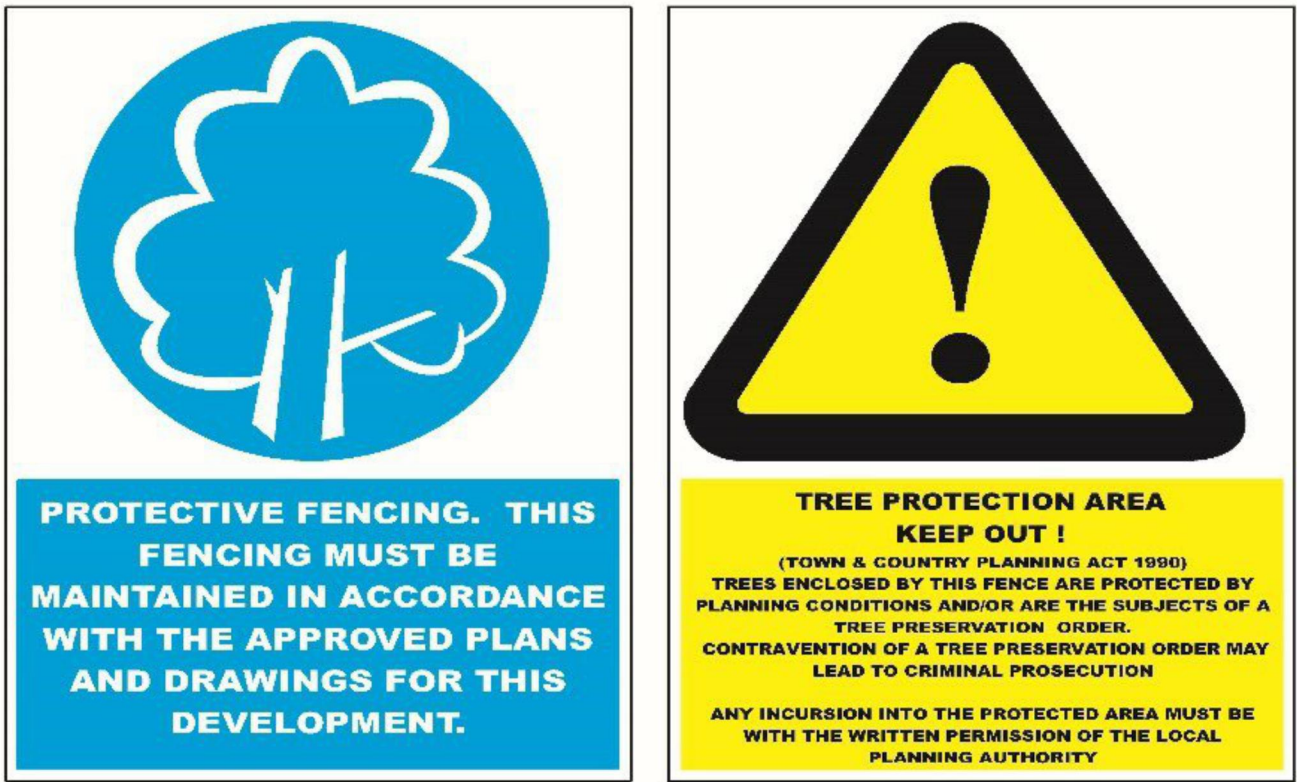 PROTECTIVE FENCING. THIS
FENCING MUST BE
MAINTAINED IN ACCORDANCE
WITH THE APPROVED PLANS
AND DRAWINGS FOR THIS
DEVELOPMENT.
TREE PROTECTION AREA
KEEP OUT !
(TOWN & COUNTRY PLANNING ACT 1990)
TREES ENCLOSED BY THIS FENCE ARE PROTECTED BY
PLANNING CONDITIONS AND/OR ARE THE SUBJECTS OF A
TREE PRESERVATION ORDER.
CONTRAVENTION OF A TREE PRESERVATION ORDER MAY
LEAD TO CRIMINAL PROSECUTION
ANY INCURSION INTO THE PROTECTED AREA MUST BE
WITH THE WRITTEN PERMISSION OF THE LOCAL
PLANNING AUTHORITY